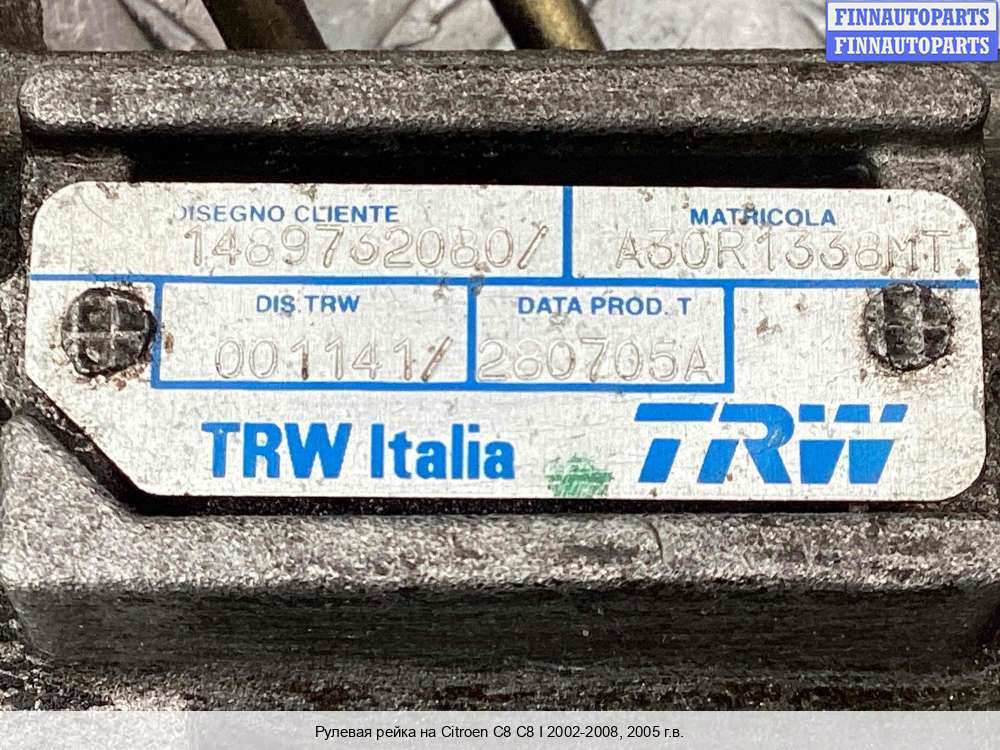 FINNAUTOPARTS
FINNAUTOPARTS
DISEGNO CLIENTE
1489732080/
MATRICOLA
A30R1338MT
DIS. TRW
001141/
DATA PROD. T
280705A
TRW Italia
TRW
Рулевая рейка на Citroen C8 C8 I 2002-2008, 2005 г.в.